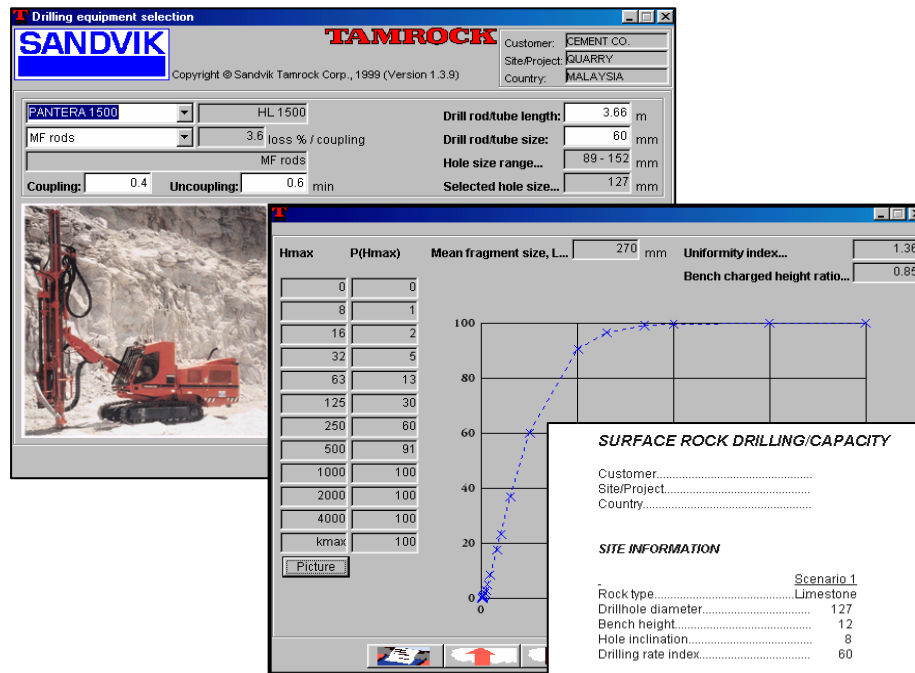 Drilling equipment selection
SANDVIK
TAMROCK
Copyright @ Sandvik Tamrock Corp., 1999 (Version 1.3.9)
Customer: CEMENT CO.
Site/Project: QUARRY
Country: MALAYSIA
PANTERA 1500 HL 1500
MF rods 3.6 loss % / coupling
MF rods
Coupling: 0.4 Uncoupling: 0.6 min
Drill rod/tube length: 3.66 m
Drill rod/tube size: 60 mm
Hole size range... 89 - 152 mm
Selected hole size... 127 mm
Hmax P(Hmax) Mean fragment size, L... 270 mm Uniformity index... 1.36
Bench charged height ratio... 0.85
0 0
8 1
16 2
32 5
63 13
125 30
250 60
500 91
1000 100
2000 100
4000 100
kmax 100
Picture
100
80
60
40
20
0
0
SURFACE ROCK DRILLING/CAPACITY
Customer
Site/Project
Country
SITE INFORMATION
- Scenario 1
Rock type Limestone
Drillhole diameter 127
Bench height 12
Hole inclination 8
Drilling rate index 60